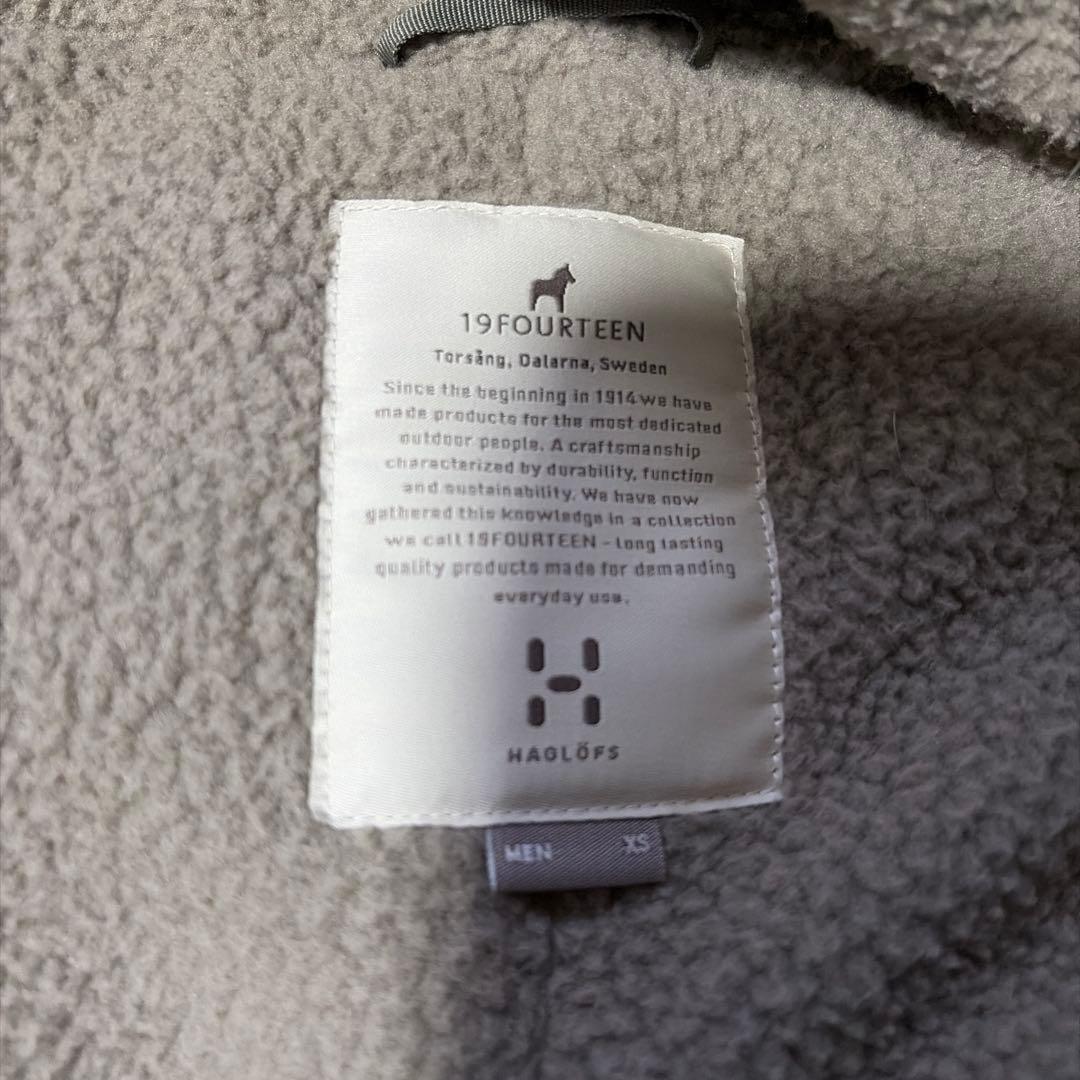 19FOURTEEN
Torsång, Dalarna, Sweden
Since the beginning in 1914 we have
made products for the most dedicated
outdoor people. A craftsmanship
characterized by durability, function
and sustainability. We have now
gathered this knowledge in a collection
we call 19FOURTEEN - long lasting
quality products made for demanding
everyday use.
HAGLÖFS
MEN XS